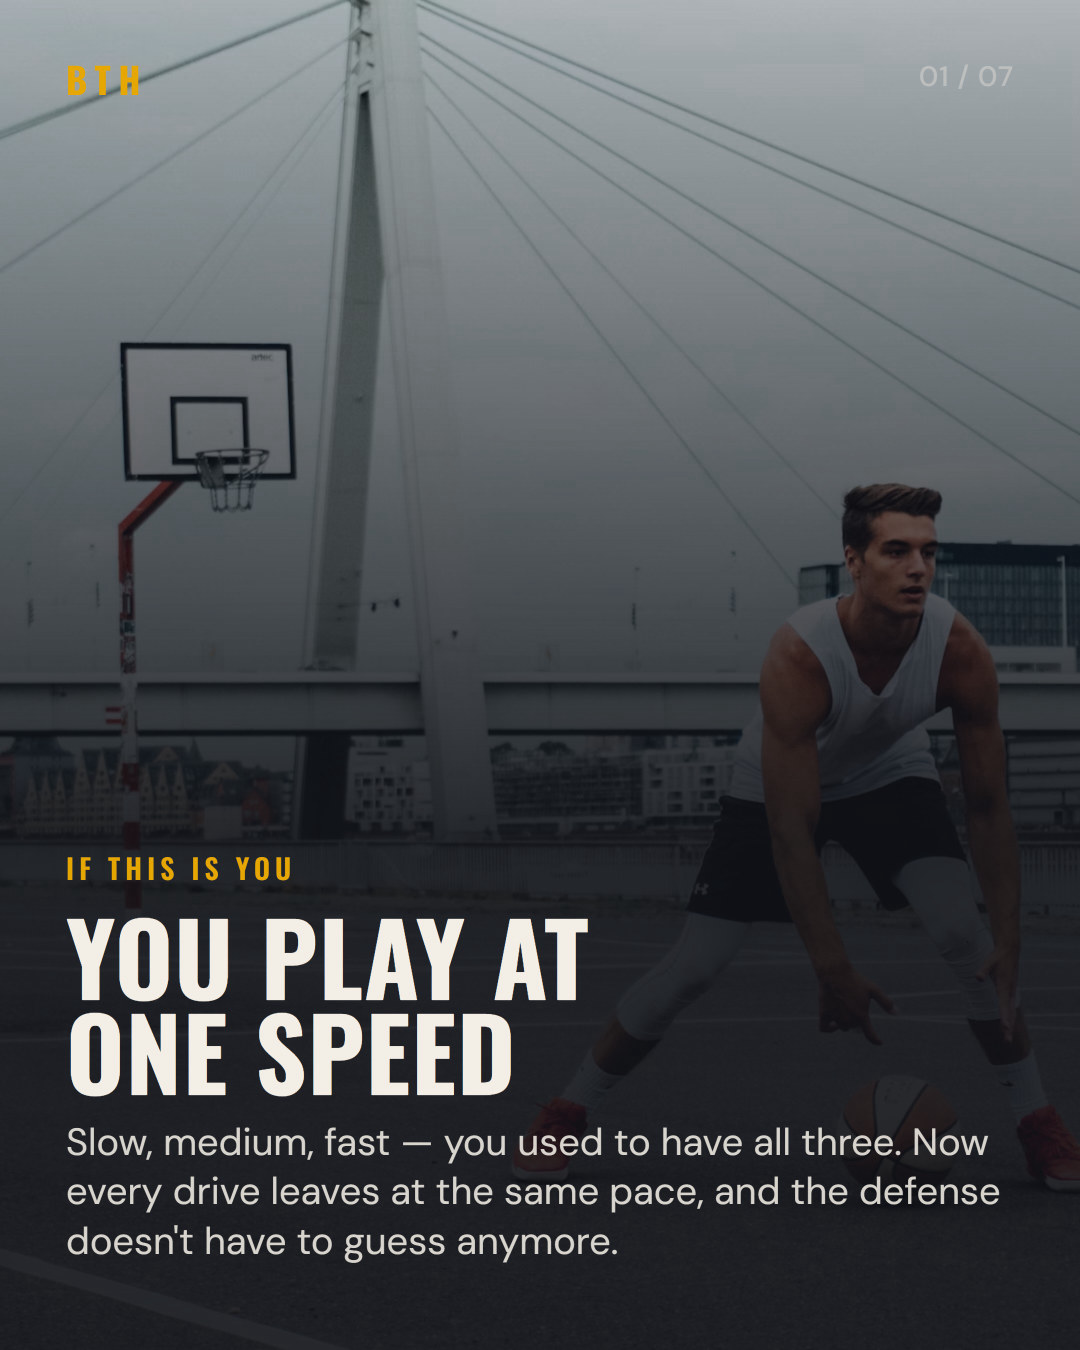 BTH
01 / 07
IF THIS IS YOU
YOU PLAY AT
ONE SPEED
Slow, medium, fast — you used to have all three. Now
every drive leaves at the same pace, and the defense
doesn't have to guess anymore.